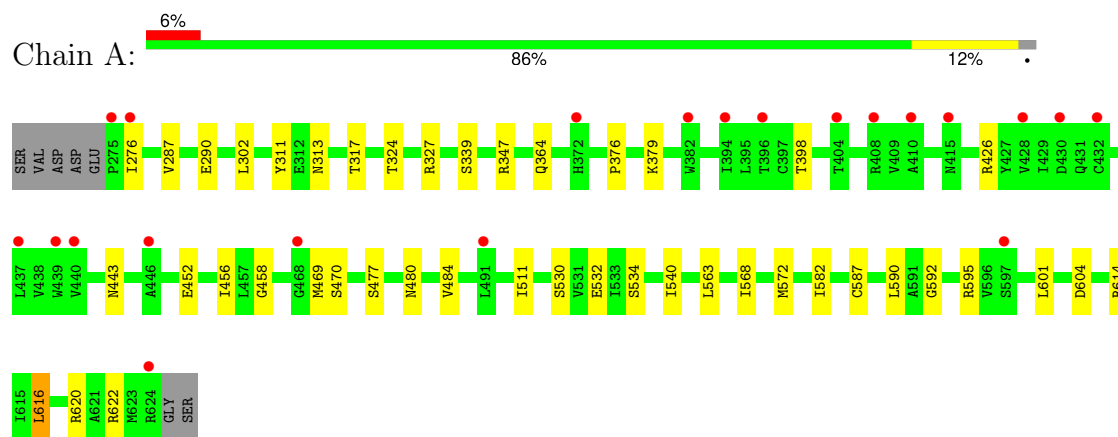 6%
Chain A:
86% 12% •
SER VAL ASP ASP GLU P275 I276 V287 E290 L302 Y311 E312 N313 T317 T324 R327 S339 R347 Q364 H372 P376 K379 W382 I394 L395 T396 C397 T398 T404 R408 V409 A410 N415 R426 Y427 V428 I429 D430 Q431 C432
L437 V438 W439 V440 N443 A446 E452 I456 L457 G458 G468 M469 S470 S477 N480 V484 L491 I511 S530 V531 E532 I533 S534 I540 L563 I568 M572 I582 C587 L590 A591 G592 R595 V596 S597 L601 D604
I615 L616 R620 A621 R622 M623 R624 GLY SER